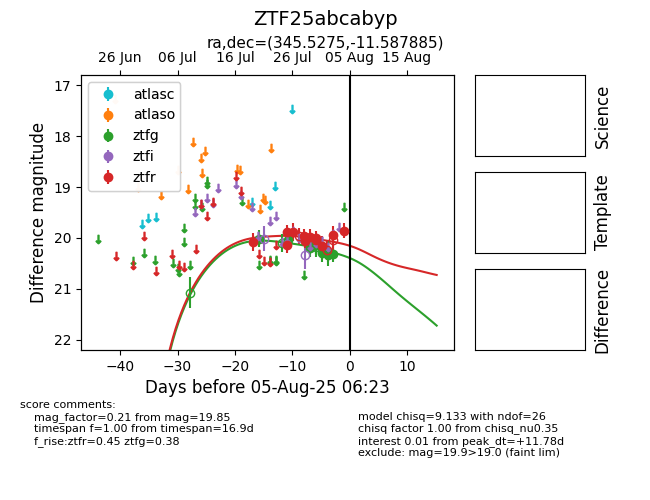 ZTF25abcabyp
ra,dec=(345.5275,-11.587885)
26 Jun 06 Jul 16 Jul 26 Jul 05 Aug 15 Aug
17
18
19
20
21
22
Difference magnitude
atlasc
atlaso
ztfg
ztfi
ztfr
−40 −30 −20 −10 0 10
Days before 05-Aug-25 06:23
Science
Template
Difference
score comments:
mag_factor=0.21 from mag=19.85
timespan f=1.00 from timespan=16.9d
f_rise:ztfr=0.45 ztfg=0.38
model chisq=9.133 with ndof=26
chisq factor 1.00 from chisq_nu0.35
interest 0.01 from peak_dt=+11.78d
exclude: mag=19.9>19.0 (faint lim)